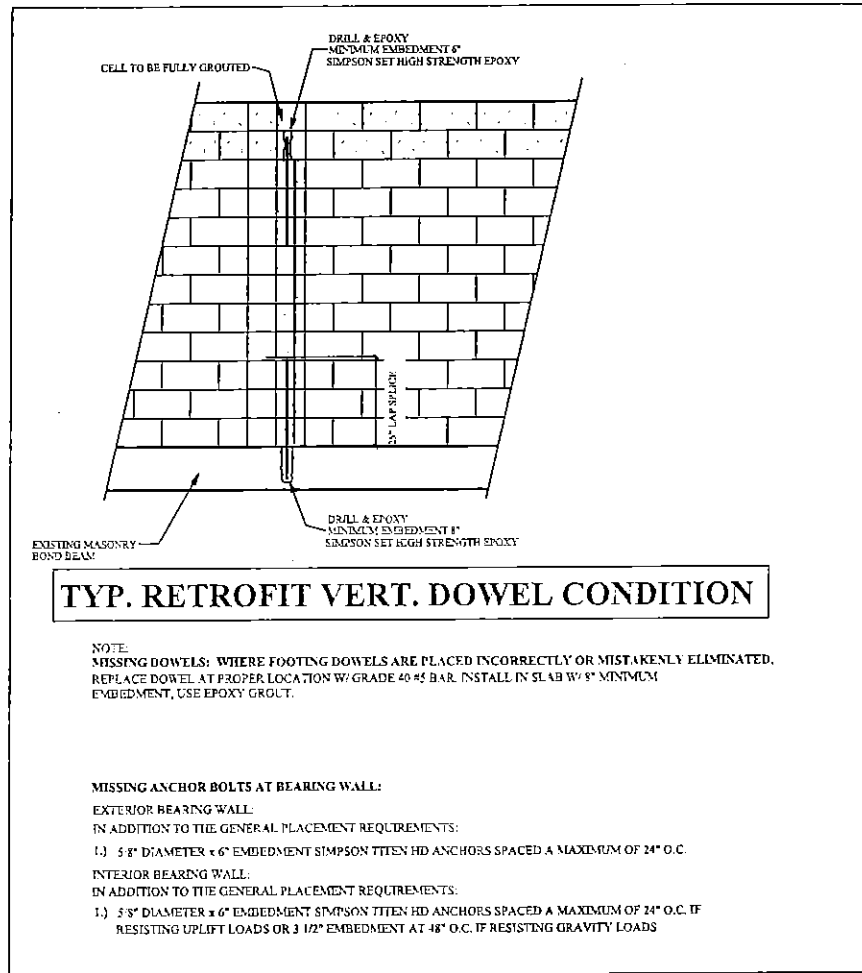 DRILL & EPOXY
MINIMUM EMBEDMENT 6"
SIMPSON SET HIGH STRENGTH EPOXY
CELL TO BE FULLY GROUTED
25" LAP SPLICE
DRILL & EPOXY
MINIMUM EMBEDMENT 8"
SIMPSON SET HIGH STRENGTH EPOXY
EXISTING MASONRY
BOND BEAM
TYP. RETROFIT VERT. DOWEL CONDITION
NOTE:
MISSING DOWELS: WHERE FOOTING DOWELS ARE PLACED INCORRECTLY OR MISTAKENLY ELIMINATED,
REPLACE DOWEL AT PROPER LOCATION W/ GRADE 40 #5 BAR. INSTALL IN SLAB W/ 8" MINIMUM
EMBEDMENT, USE EPOXY GROUT.
MISSING ANCHOR BOLTS AT BEARING WALL:
EXTERIOR BEARING WALL:
IN ADDITION TO THE GENERAL PLACEMENT REQUIREMENTS:
1.) 5/8" DIAMETER x 6" EMBEDMENT SIMPSON TITEN HD ANCHORS SPACED A MAXIMUM OF 24" O.C.
INTERIOR BEARING WALL:
IN ADDITION TO THE GENERAL PLACEMENT REQUIREMENTS:
1.) 5/8" DIAMETER x 6" EMBEDMENT SIMPSON TITEN HD ANCHORS SPACED A MAXIMUM OF 24" O.C. IF
RESISTING UPLIFT LOADS OR 3 1/2" EMBEDMENT AT 48" O.C. IF RESISTING GRAVITY LOADS